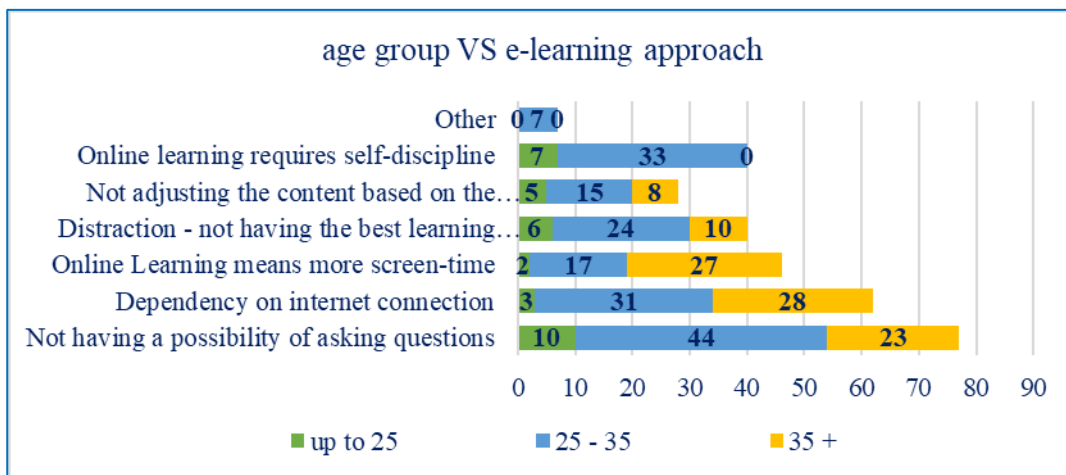 age group VS e-learning approach
Other 0 7 0
Online learning requires self-discipline 7 33 0
Not adjusting the content based on the... 5 15 8
Distraction - not having the best learning... 6 24 10
Online Learning means more screen-time 2 17 27
Dependency on internet connection 3 31 28
Not having a possibility of asking questions 10 44 23
0 10 20 30 40 50 60 70 80 90
up to 25 25 - 35 35 +